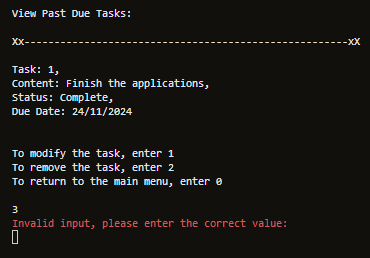 View Past Due Tasks:
Xx------------------------------------------------------xX
Task: 1,
Content: Finish the applications,
Status: Complete,
Due Date: 24/11/2024
To modify the task, enter 1
To remove the task, enter 2
To return to the main menu, enter 0
3
Invalid input, please enter the correct value: